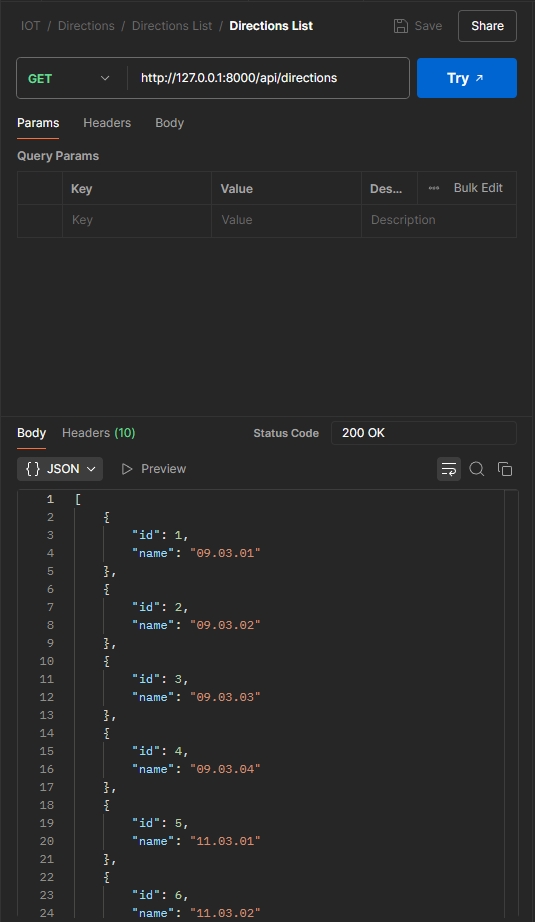 IOT / Directions / Directions List / Directions List Save Share
GET http://127.0.0.1:8000/api/directions Try ↗
Params Headers Body
Query Params
Key Value Des... Bulk Edit
Key Value Description
Body Headers (10) Status Code 200 OK
{} JSON Preview
1 [
2 {
3 "id": 1,
4 "name": "09.03.01"
5 },
6 {
7 "id": 2,
8 "name": "09.03.02"
9 },
10 {
11 "id": 3,
12 "name": "09.03.03"
13 },
14 {
15 "id": 4,
16 "name": "09.03.04"
17 },
18 {
19 "id": 5,
20 "name": "11.03.01"
21 },
22 {
23 "id": 6,
24 "name": "11.03.02"